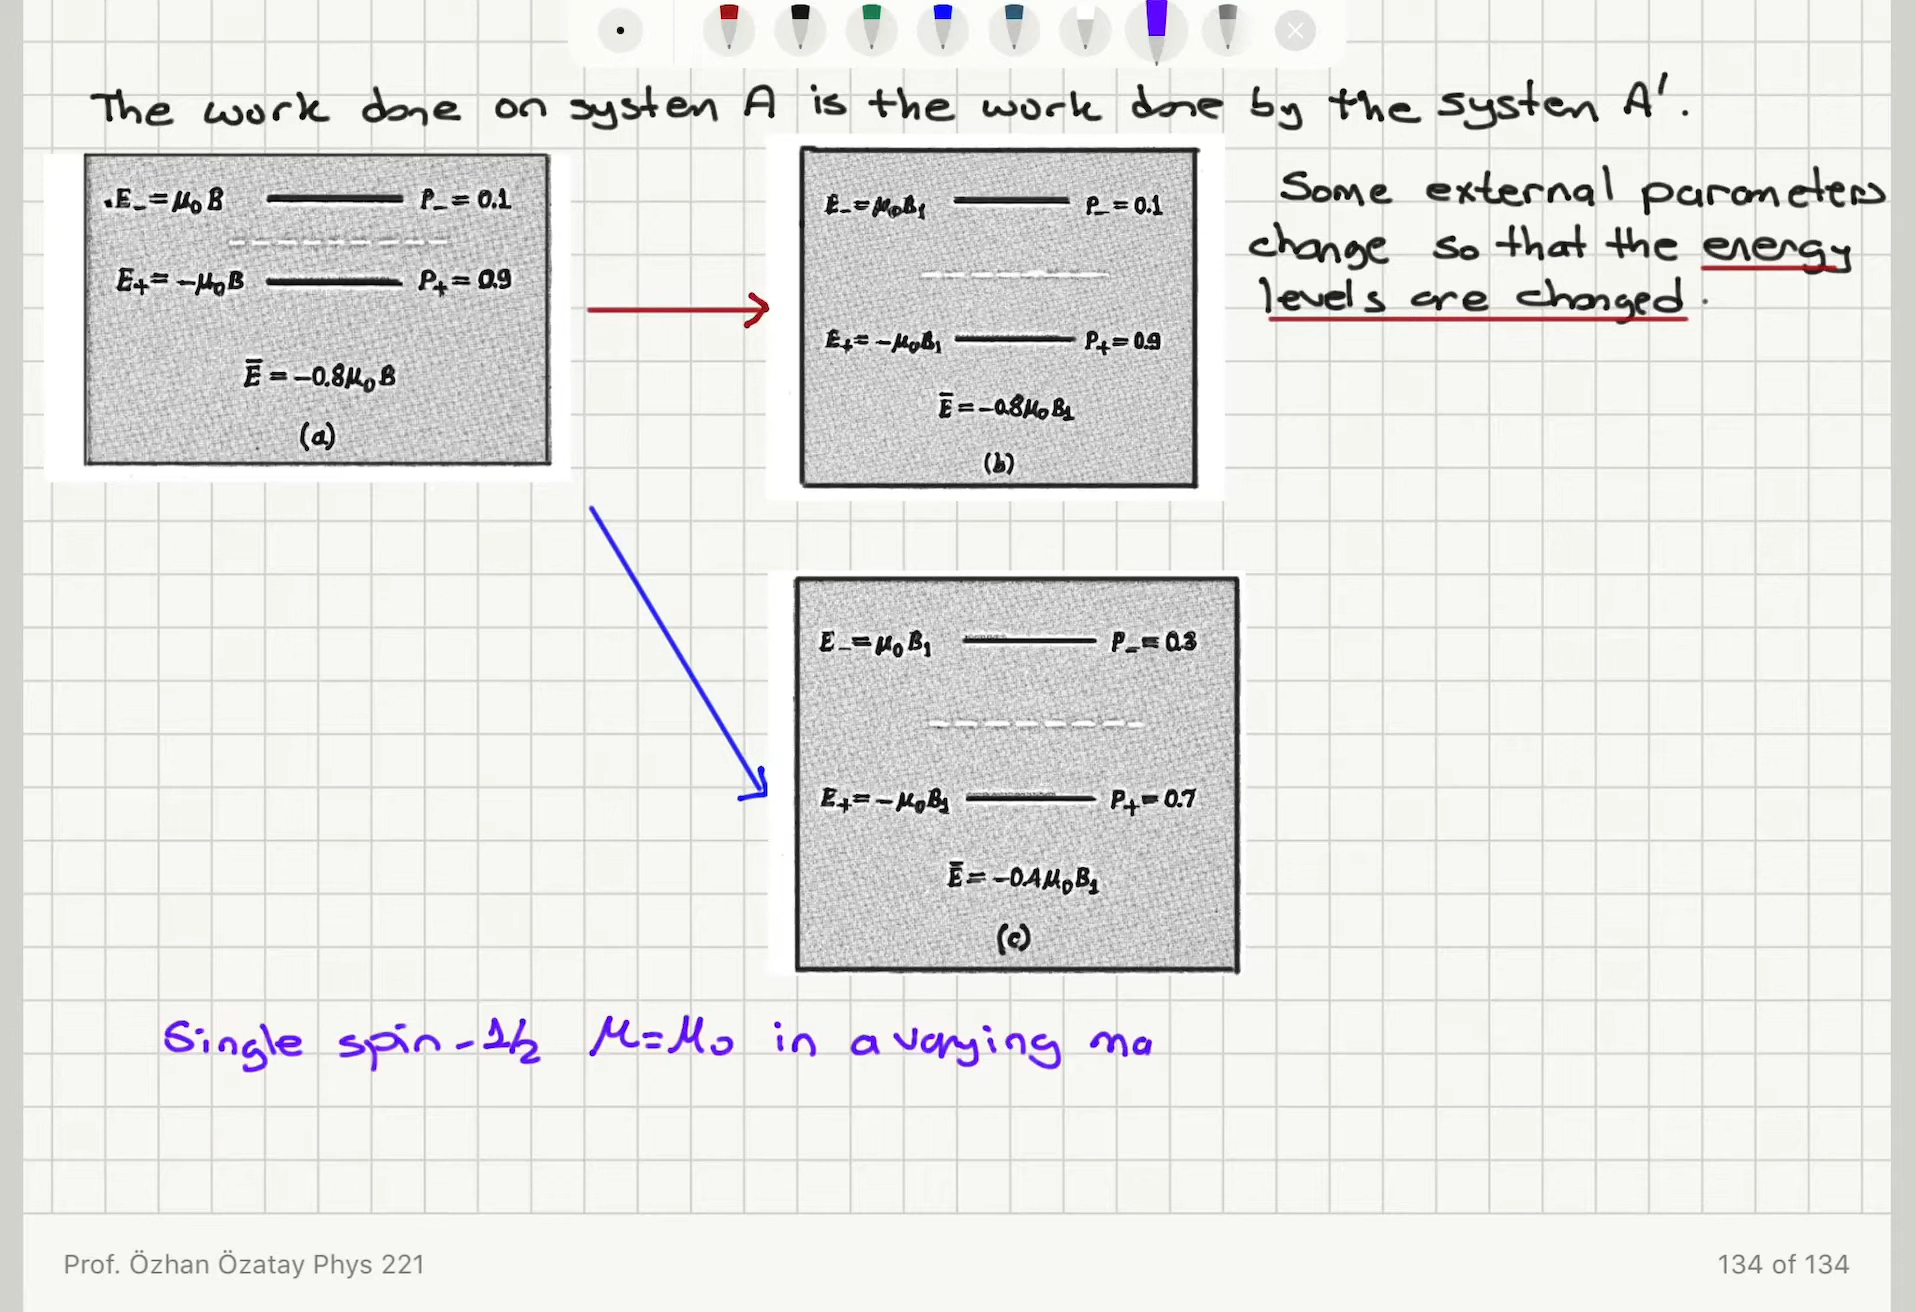 The work done on systen A is the work done by the systen A'.
E₋ = μ₀B P₋ = 0.1
E₊ = -μ₀B P₊ = 0.9
Ē = -0.8μ₀B
(a)
E₋ = μ₀B₁ P₋ = 0.1
E₊ = -μ₀B₁ P₊ = 0.9
Ē = -0.8μ₀B₁
(b)
Some external parameters
change so that the energy
levels are changed.
E₋ = μ₀B₁ P₋ = 0.3
E₊ = -μ₀B₁ P₊ = 0.7
Ē = -0.4μ₀B₁
(c)
Single spin-1/2 μ=μ₀ in a varying ma
Prof. Özhan Özatay Phys 221
134 of 134